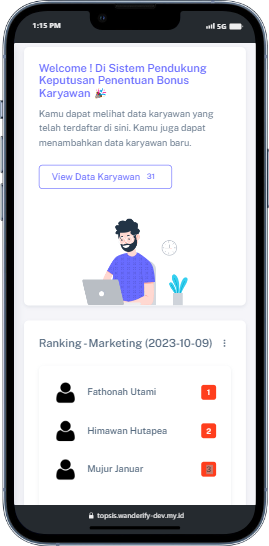 1:15 PM
5G
Welcome ! Di Sistem Pendukung
Keputusan Penentuan Bonus
Karyawan
Kamu dapat melihat data karyawan yang
telah terdaftar di sini. Kamu juga dapat
menambahkan data karyawan baru.
View Data Karyawan 31
Ranking - Marketing (2023-10-09)
Fathonah Utami 1
Himawan Hutapea 2
Mujur Januar 3
topsis.wanderify-dev.my.id